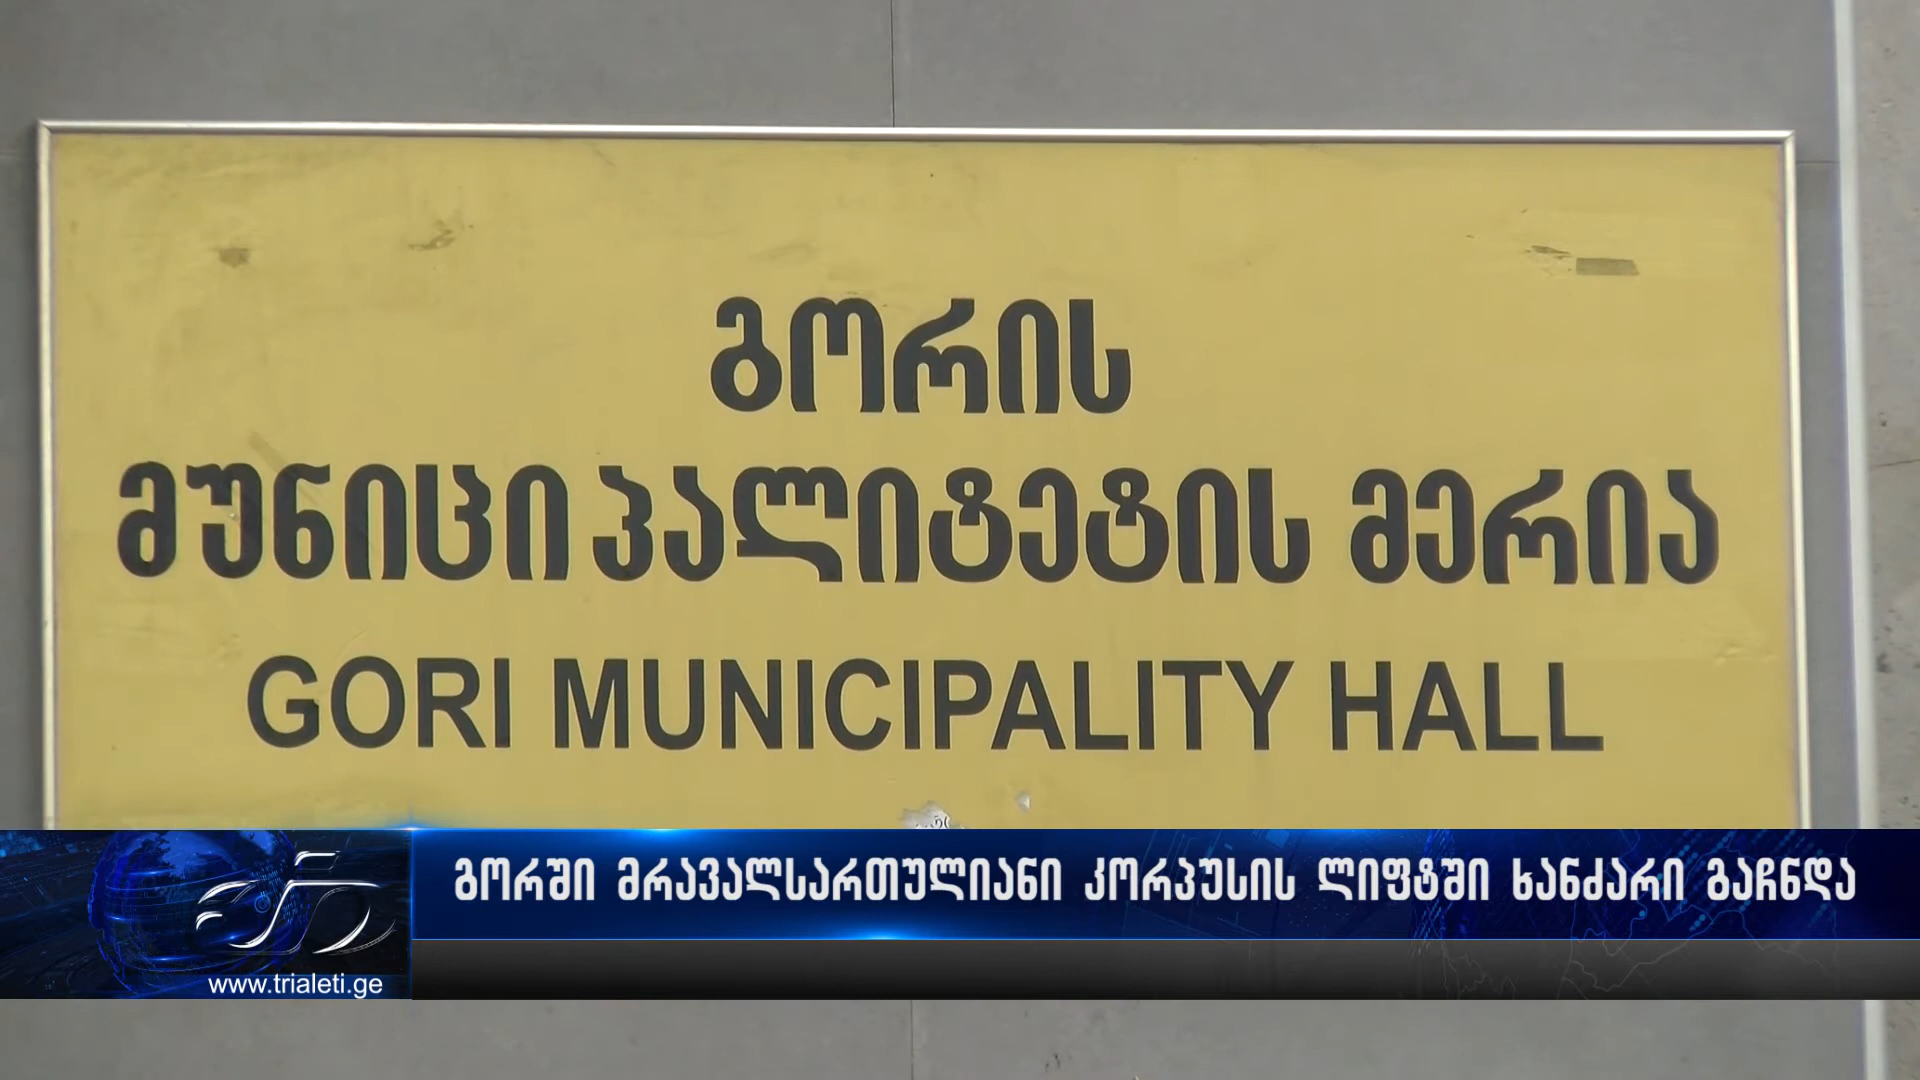 გორის
მუნიციპალიტეტის მერია
GORI MUNICIPALITY HALL
გორში მრავალსართულიანი კორპუსის ლიფტში ხანძარი გაჩნდა
www.trialeti.ge